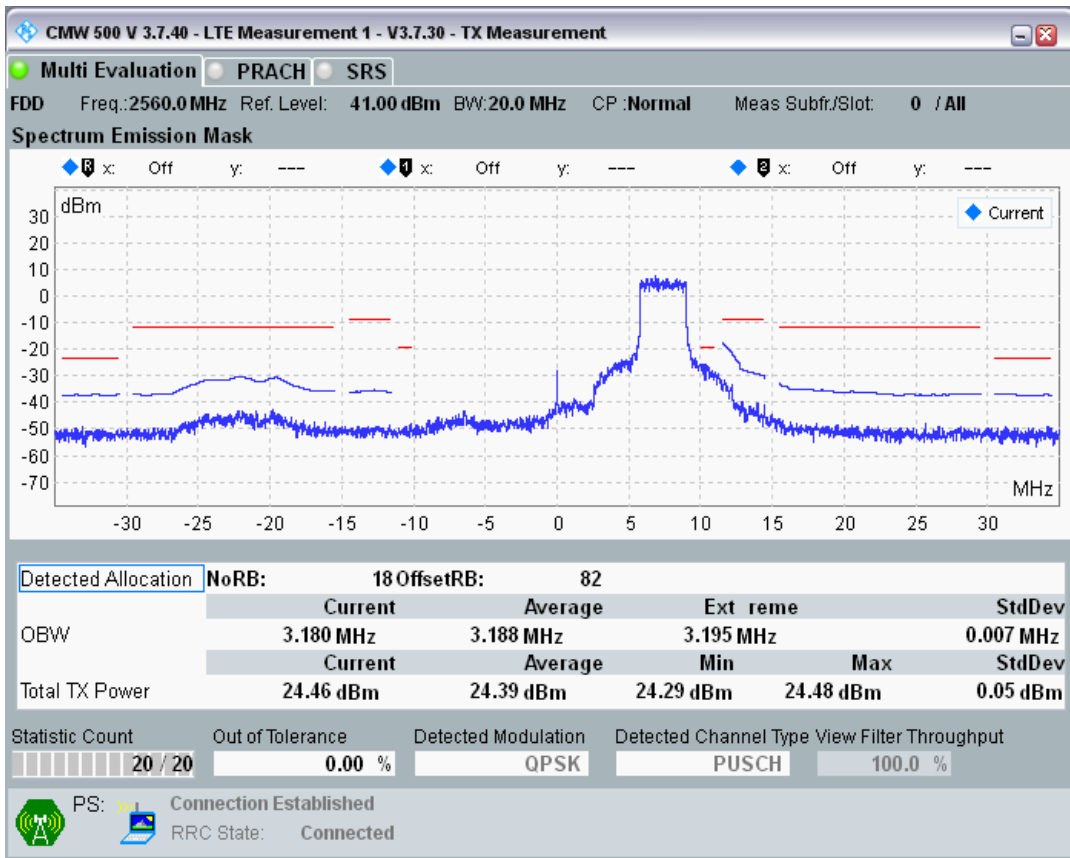 CMW 500 V 3.7.40 - LTE Measurement 1 - V3.7.30 - TX Measurement
Multi Evaluation PRACH SRS
FDD Freq.:2560.0 MHz Ref. Level: 41.00 dBm BW:20.0 MHz CP :Normal Meas Subfr./Slot: 0 / All
Spectrum Emission Mask
R x: Off y: --- 1 x: Off y: --- 2 x: Off y: ---
dBm
Current
30
20
10
0
-10
-20
-30
-40
-50
-60
-70
MHz
-30 -25 -20 -15 -10 -5 0 5 10 15 20 25 30
Detected Allocation NoRB: 18 OffsetRB: 82
Current Average Ext reme StdDev
OBW 3.180 MHz 3.188 MHz 3.195 MHz 0.007 MHz
Current Average Min Max StdDev
Total TX Power 24.46 dBm 24.39 dBm 24.29 dBm 24.48 dBm 0.05 dBm
Statistic Count Out of Tolerance Detected Modulation Detected Channel Type View Filter Throughput
20 / 20 0.00 % QPSK PUSCH 100.0 %
PS: Connection Established
RRC State: Connected